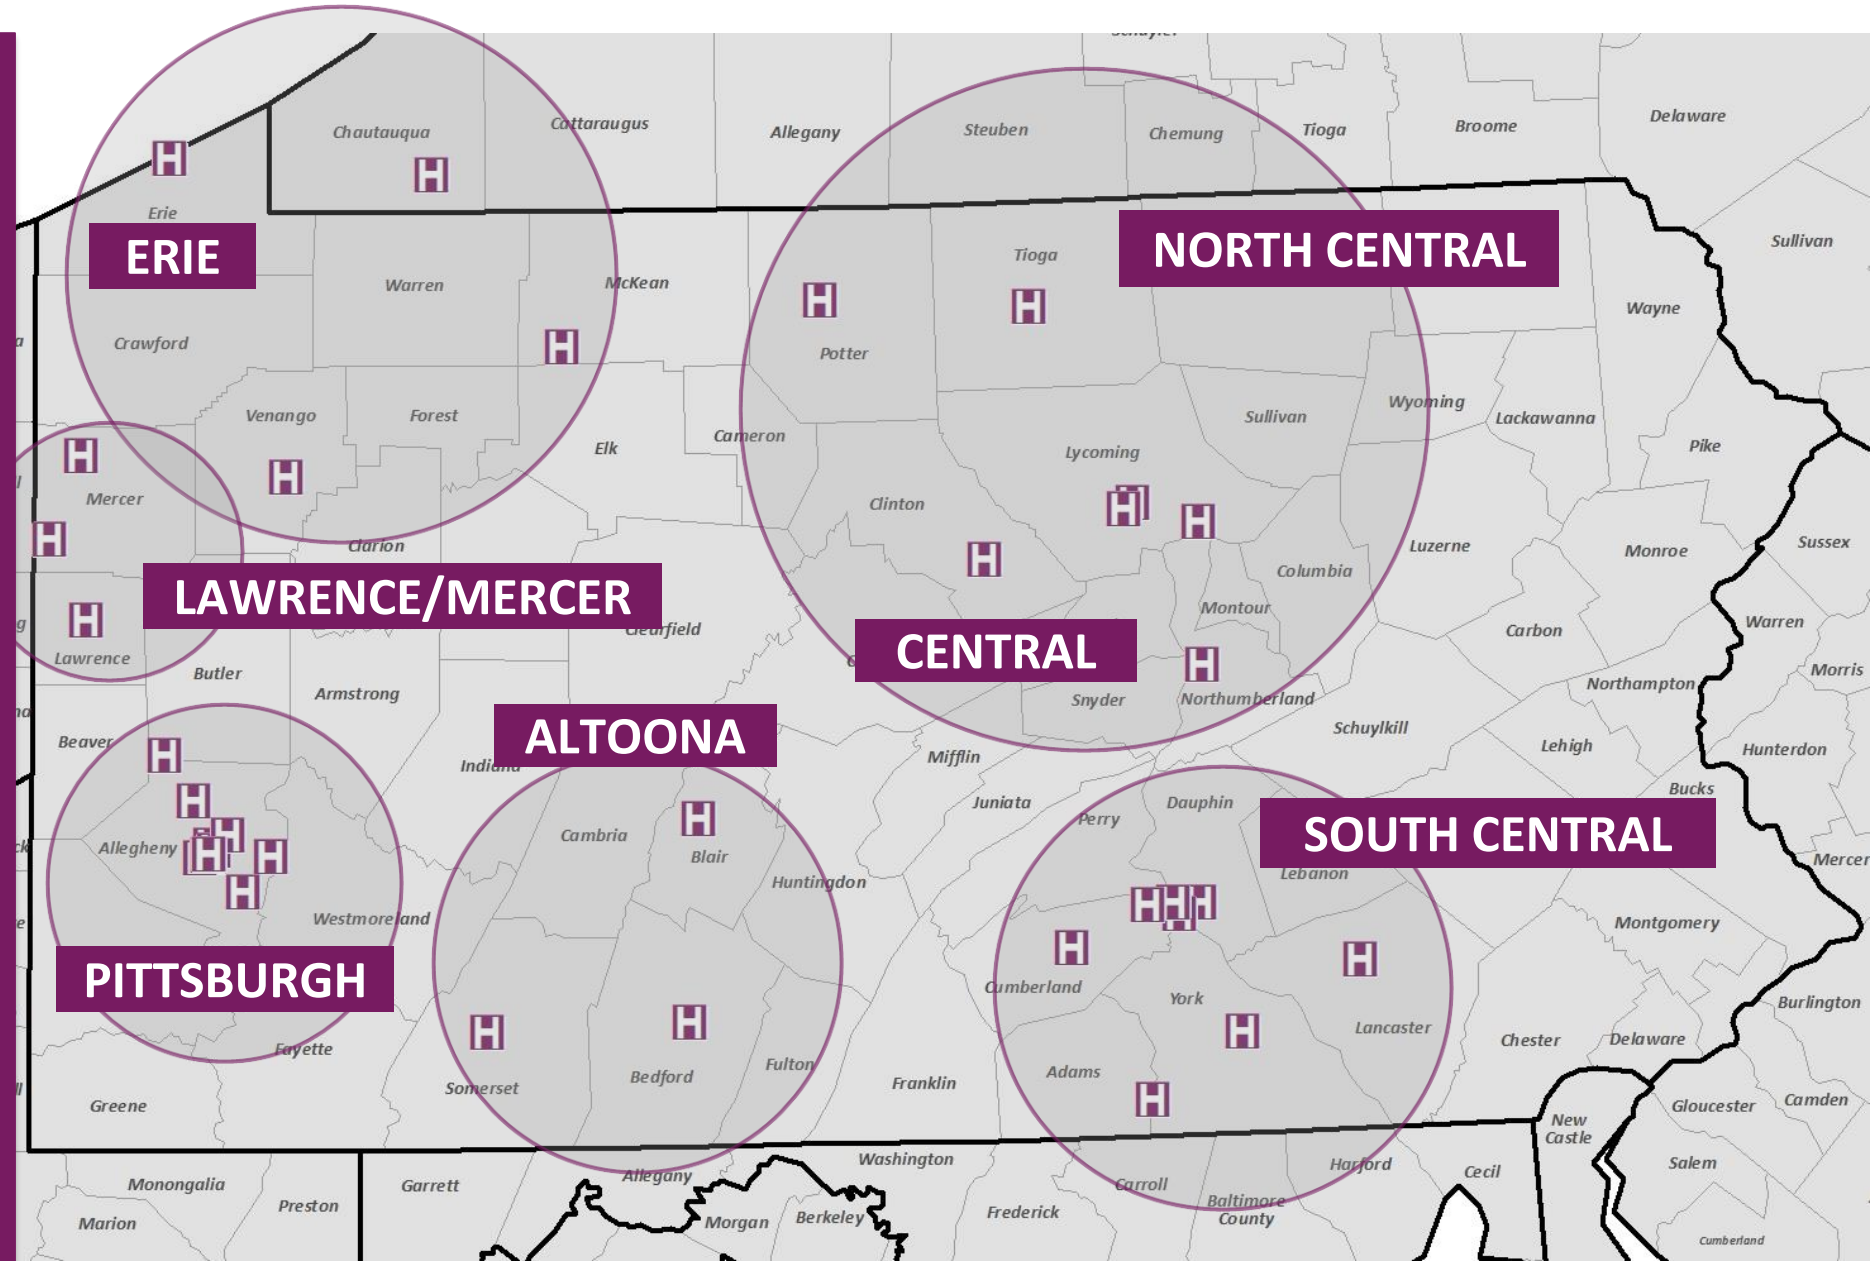 Delaware
Chautauqua
Cattaraugus
Allegany
Steuben
Chemung
Tioga
Broome
H
H
Erie
ERIE
Warren
McKean
Crawford
H
Venango
Forest
H
Elk
Cameron
Tioga
NORTH CENTRAL
H
H
Potter
Sullivan
Wayne
Wyoming
Lackawanna
Sullivan
Pike
Lycoming
H
H
Clinton
H
Luzerne
Monroe
Sussex
H
Columbia
Montour
Carbon
Warren
CENTRAL
H
Snyder
Northumberland
Northampton
Morris
Schuylkill
Lehigh
Hunterdon
Bucks
H
Mercer
H
Clarion
LAWRENCE/MERCER
H
Clearfield
Lawrence
Butler
Armstrong
Beaver
H
H
H
Allegheny
H
H
H
Westmoreland
PITTSBURGH
Fayette
Greene
ALTOONA
Indiana
Mifflin
Juniata
Cambria
H
Blair
Huntingdon
H
H
Somerset
Bedford
Fulton
Franklin
Perry
Dauphin
SOUTH CENTRAL
Lebanon
H
H
H
H
H
H
Cumberland
York
H
Lancaster
Adams
H
Mercer
Montgomery
Burlington
Chester
Delaware
Gloucester
Camden
New
Castle
Salem
Cumberland
Monongalia
Preston
Garrett
Allegany
Washington
Marion
Morgan
Berkeley
Frederick
Carroll
Baltimore
County
Harford
Cecil